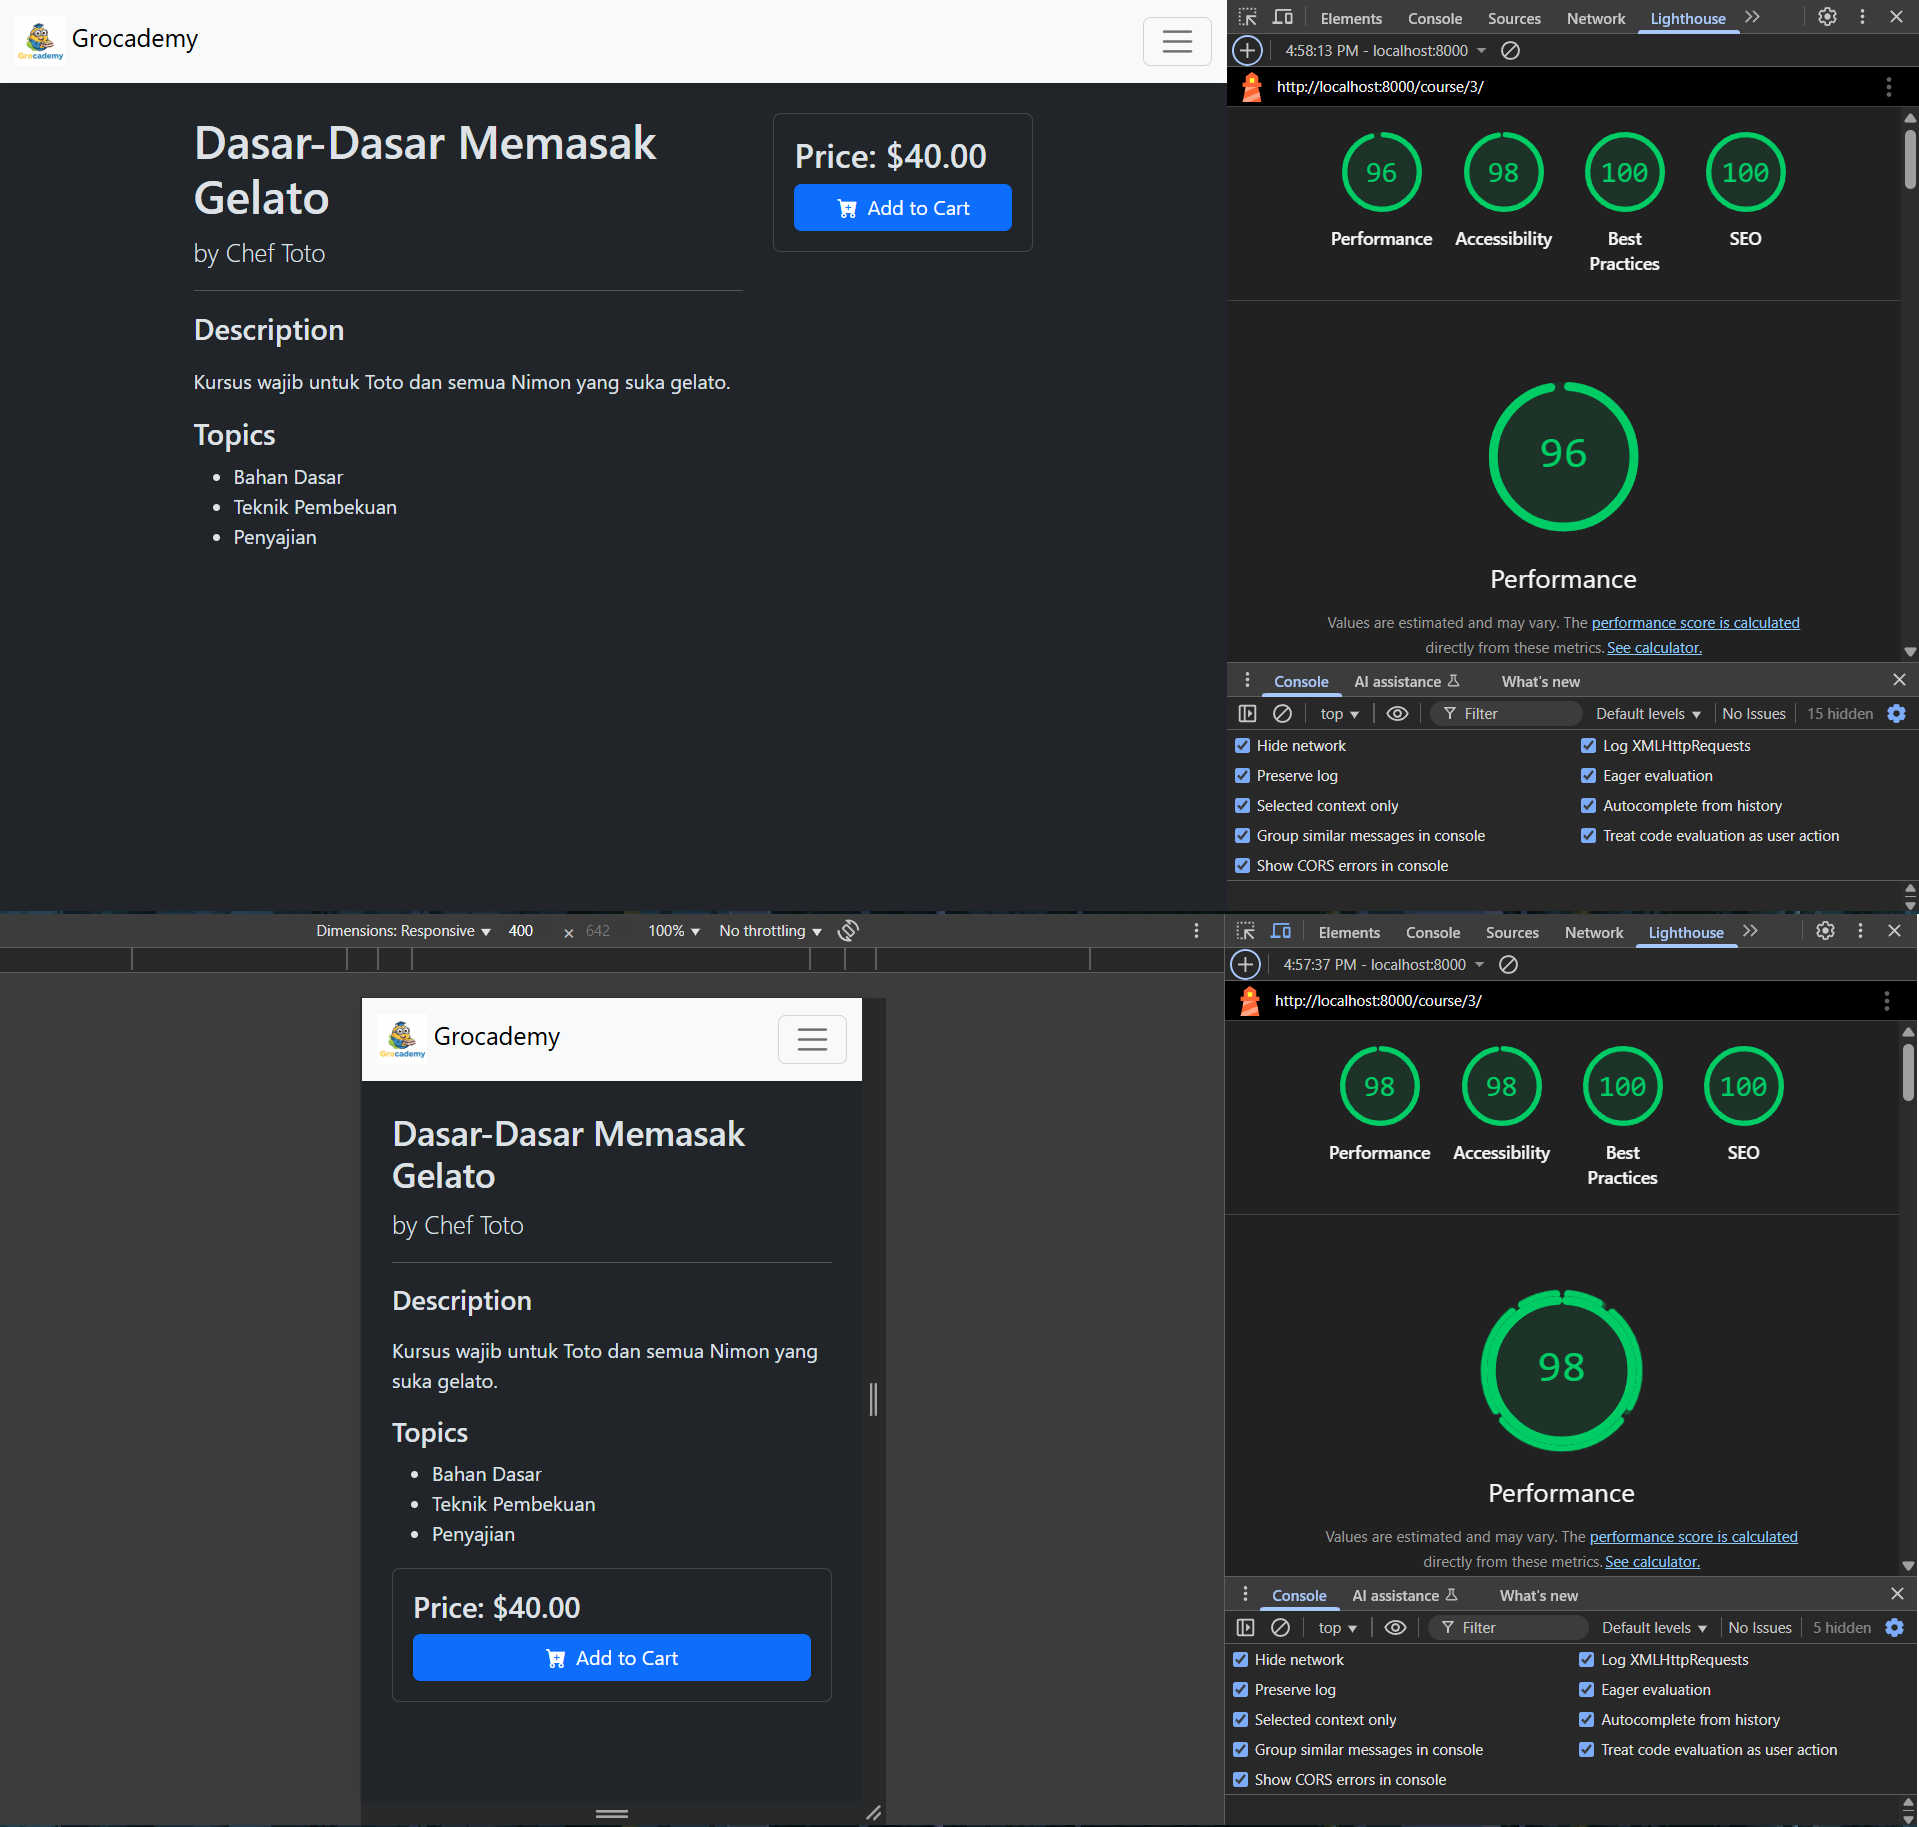 Grocademy
Grocademy
Dasar-Dasar Memasak
Gelato
by Chef Toto
Description
Kursus wajib untuk Toto dan semua Nimon yang suka gelato.
Topics
Bahan Dasar
Teknik Pembekuan
Penyajian
Price: $40.00
Add to Cart
Elements Console Sources Network Lighthouse
4:58:13 PM - localhost:8000
http://localhost:8000/course/3/
96 98 100 100
Performance Accessibility Best Practices SEO
96
Performance
Values are estimated and may vary. The performance score is calculated
directly from these metrics. See calculator.
Console AI assistance What's new
top Filter Default levels No Issues 15 hidden
Hide network Log XMLHttpRequests
Preserve log Eager evaluation
Selected context only Autocomplete from history
Group similar messages in console Treat code evaluation as user action
Show CORS errors in console
Dimensions: Responsive 400 × 642 100% No throttling
Grocademy
Grocademy
Dasar-Dasar Memasak
Gelato
by Chef Toto
Description
Kursus wajib untuk Toto dan semua Nimon yang
suka gelato.
Topics
Bahan Dasar
Teknik Pembekuan
Penyajian
Price: $40.00
Add to Cart
Elements Console Sources Network Lighthouse
4:57:37 PM - localhost:8000
http://localhost:8000/course/3/
98 98 100 100
Performance Accessibility Best Practices SEO
98
Performance
Values are estimated and may vary. The performance score is calculated
directly from these metrics. See calculator.
Console AI assistance What's new
top Filter Default levels No Issues 5 hidden
Hide network Log XMLHttpRequests
Preserve log Eager evaluation
Selected context only Autocomplete from history
Group similar messages in console Treat code evaluation as user action
Show CORS errors in console